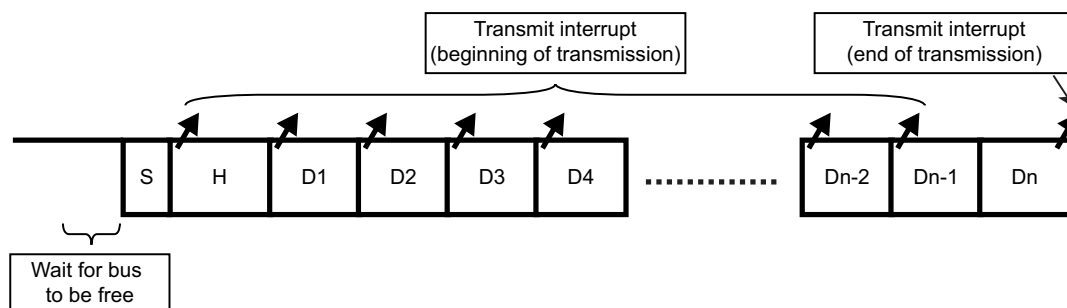 Transmit interrupt
(beginning of transmission)
Transmit interrupt
(end of transmission)
S H D1 D2 D3 D4 Dn-2 Dn-1 Dn
Wait for bus
to be free